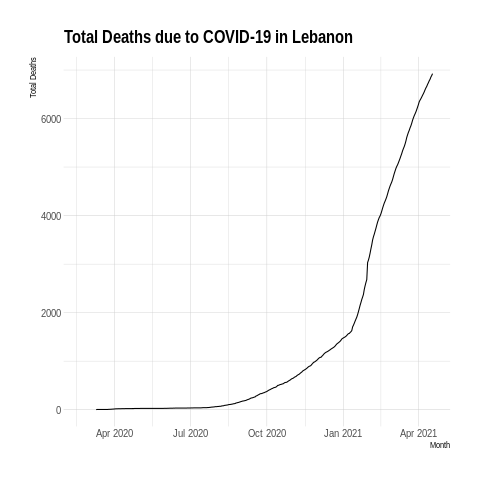 Total Deaths due to COVID-19 in Lebanon
Total Deaths
6000
4000
2000
0
Apr 2020 Jul 2020 Oct 2020 Jan 2021 Apr 2021
Month